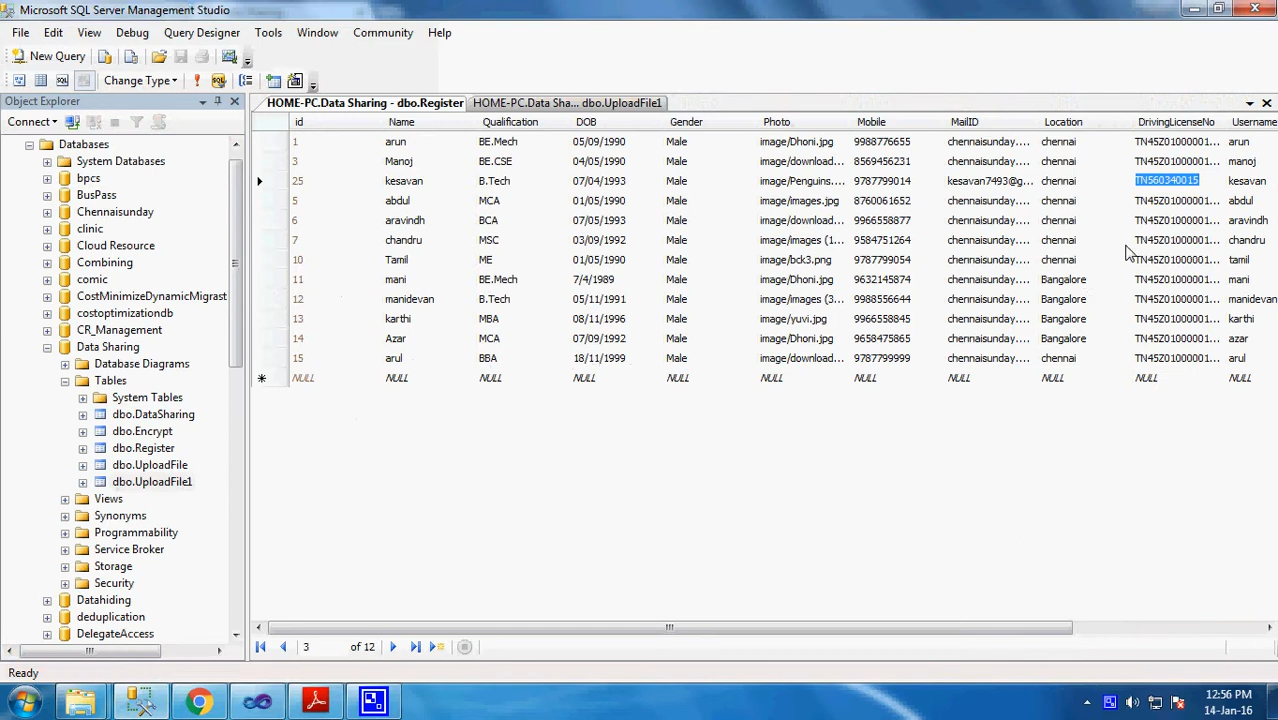 Microsoft SQL Server Management Studio
File Edit View Debug Query Designer Tools Window Community Help
New Query
Change Type
Object Explorer
HOME-PC.Data Sharing - dbo.Register HOME-PC.Data Sha... dbo.UploadFile1
Connect
Databases
System Databases
bpcs
BusPass
Chennaisunday
clinic
Cloud Resource
Combining
comic
CostMinimizeDynamicMigrast
costoptimizationdb
CR_Management
Data Sharing
Database Diagrams
Tables
System Tables
dbo.DataSharing
dbo.Encrypt
dbo.Register
dbo.UploadFile
dbo.UploadFile1
Views
Synonyms
Programmability
Service Broker
Storage
Security
Datahiding
deduplication
DelegateAccess
id Name Qualification DOB Gender Photo Mobile MailID Location DrivingLicenseNo Username
1 arun BE.Mech 05/09/1990 Male image/Dhoni.jpg 9988776655 chennaisunday.... chennai TN45Z01000001... arun
3 Manoj BE.CSE 04/05/1990 Male image/download... 8569456231 chennaisunday.... chennai TN45Z01000001... manoj
25 kesavan B.Tech 07/04/1993 Male image/Penguins.... 9787799014 kesavan7493@g... chennai TN560340015 kesavan
5 abdul MCA 01/05/1990 Male image/images.jpg 8760061652 chennaisunday.... chennai TN45Z01000001... abdul
6 aravindh BCA 07/05/1993 Male image/download... 9966558877 chennaisunday.... chennai TN45Z01000001... aravindh
7 chandru MSC 03/09/1992 Male image/images (1... 9584751264 chennaisunday.... chennai TN45Z01000001... chandru
10 Tamil ME 01/05/1990 Male image/bck3.png 9787799054 chennaisunday.... chennai TN45Z01000001... tamil
11 mani BE.Mech 7/4/1989 Male image/Dhoni.jpg 9632145874 chennaisunday.... Bangalore TN45Z01000001... mani
12 manidevan B.Tech 05/11/1991 Male image/images (3... 9988556644 chennaisunday.... Bangalore TN45Z01000001... manidevan
13 karthi MBA 08/11/1996 Male image/yuvi.jpg 9966558845 chennaisunday.... Bangalore TN45Z01000001... karthi
14 Azar MCA 07/09/1992 Male image/Dhoni.jpg 9658475865 chennaisunday.... Bangalore TN45Z01000001... azar
15 arul BBA 18/11/1999 Male image/download... 9787799999 chennaisunday.... chennai TN45Z01000001... arul
NULL NULL NULL NULL NULL NULL NULL NULL NULL NULL NULL
3 of 12
Ready
12:56 PM
14-Jan-16